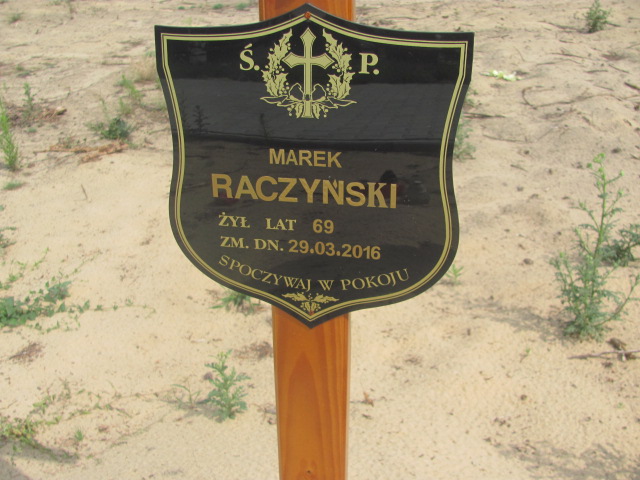 Ś. P.
MAREK
RACZYŃSKI
ŻYŁ LAT 69
ZM. DN. 29.03.2016
SPOCZYWAJ W POKOJU